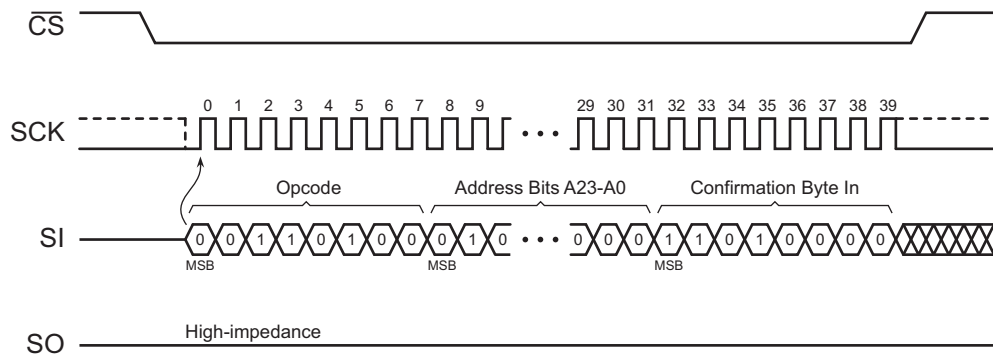 CS
0 1 2 3 4 5 6 7 8 9 29 30 31 32 33 34 35 36 37 38 39
SCK
Opcode Address Bits A23-A0 Confirmation Byte In
SI 0 0 1 1 0 1 0 0 0 1 0 0 0 0 1 1 0 1 0 0 0 0
MSB MSB MSB
High-impedance
SO